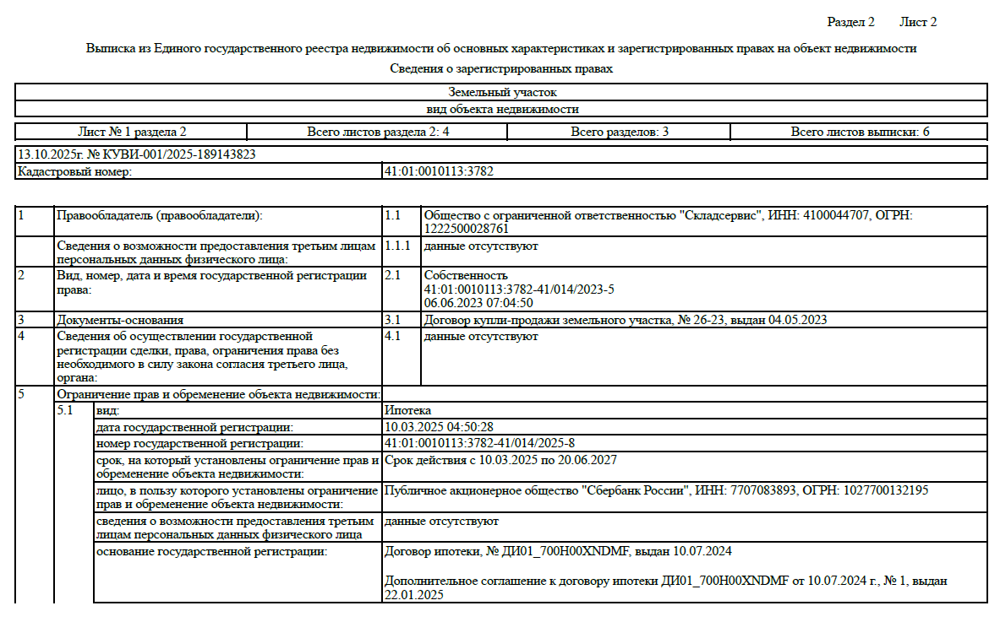 Раздел 2 Лист 2
Выписка из Единого государственного реестра недвижимости об основных характеристиках и зарегистрированных правах на объект недвижимости
Сведения о зарегистрированных правах
Земельный участок
вид объекта недвижимости
Лист № 1 раздела 2 Всего листов раздела 2: 4 Всего разделов: 3 Всего листов выписки: 6
13.10.2025г. № КУВИ-001/2025-189143823
Кадастровый номер: 41:01:0010113:3782
1 Правообладатель (правообладатели): 1.1 Общество с ограниченной ответственностью "Складсервис", ИНН: 4100044707, ОГРН:
1222500028761
Сведения о возможности предоставления третьим лицам 1.1.1 данные отсутствуют
персональных данных физического лица:
2 Вид, номер, дата и время государственной регистрации 2.1 Собственность
права: 41:01:0010113:3782-41/014/2023-5
06.06.2023 07:04:50
3 Документы-основания 3.1 Договор купли-продажи земельного участка, № 26-23, выдан 04.05.2023
4 Сведения об осуществлении государственной 4.1 данные отсутствуют
регистрации сделки, права, ограничения права без
необходимого в силу закона согласия третьего лица,
органа:
5 Ограничение прав и обременение объекта недвижимости:
5.1 вид: Ипотека
дата государственной регистрации: 10.03.2025 04:50:28
номер государственной регистрации: 41:01:0010113:3782-41/014/2025-8
срок, на который установлены ограничение прав и Срок действия с 10.03.2025 по 20.06.2027
обременение объекта недвижимости:
лицо, в пользу которого установлены ограничение Публичное акционерное общество "Сбербанк России", ИНН: 7707083893, ОГРН: 1027700132195
прав и обременение объекта недвижимости:
сведения о возможности предоставления третьим данные отсутствуют
лицам персональных данных физического лица
основание государственной регистрации: Договор ипотеки, № ДИ01_700Н00XNDMF, выдан 10.07.2024
Дополнительное соглашение к договору ипотеки ДИ01_700Н00XNDMF от 10.07.2024 г., № 1, выдан
22.01.2025